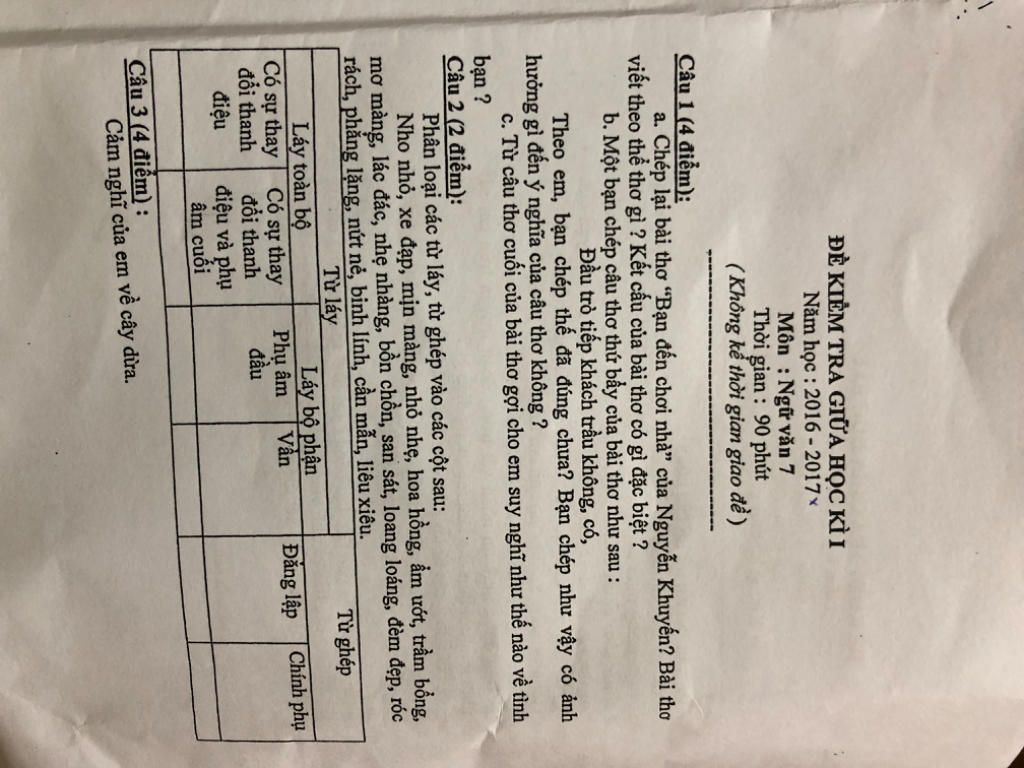 ĐỀ KIỂM TRA GIỮA HỌC KÌ I
Năm học : 2016 - 2017
Môn : Ngữ văn 7
Thời gian : 90 phút
( Không kể thời gian giao đề )
Câu 1 (4 điểm):
a. Chép lại bài thơ “Bạn đến chơi nhà” của Nguyễn Khuyến? Bài thơ
viết theo thể thơ gì ? Kết cấu của bài thơ có gì đặc biệt ?
b. Một bạn chép câu thơ thứ bẩy của bài thơ như sau :
Đầu trò tiếp khách trầu không, có,
Theo em, bạn chép thế đã đúng chưa? Bạn chép như vậy có ảnh
hưởng gì đến ý nghĩa của câu thơ không ?
c. Từ câu thơ cuối của bài thơ gợi cho em suy nghĩ như thế nào về tình
bạn ?
Câu 2 (2 điểm):
Phân loại các từ láy, từ ghép vào các cột sau:
Nho nhỏ, xe đạp, mịn màng, nhỏ nhẹ, hoa hồng, ẩm ướt, trầm bổng,
mơ màng, lác đác, nhẹ nhàng, bồn chồn, san sát, loang loáng, đèm đẹp, róc
rách, phẳng lặng, nứt nẻ, binh lính, cần mẫn, liêu xiêu.
Từ láy Từ ghép
Láy toàn bộ Láy bộ phận
Có sự thay đổi thanh điệu
Có sự thay đổi thanh điệu và phụ âm cuối
Phụ âm đầu
Vần
Đẳng lập
Chính phụ
Câu 3 (4 điểm) :
Cảm nghĩ của em về cây dừa.